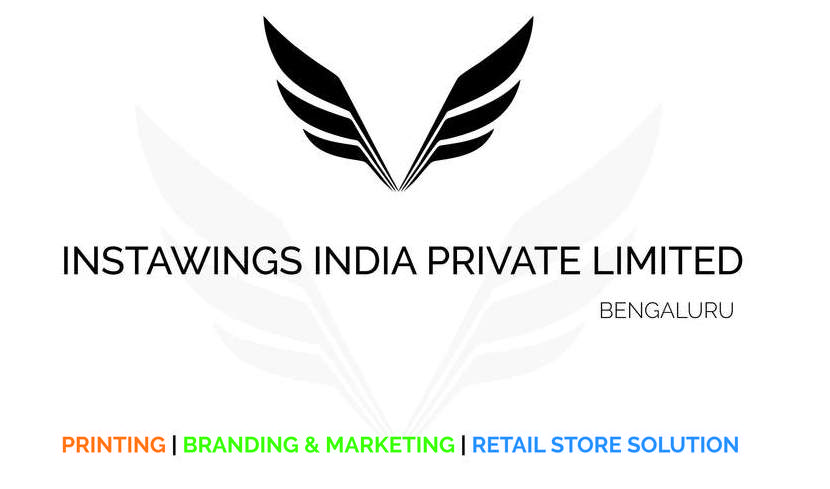 INSTAWINGS INDIA PRIVATE LIMITED
BENGALURU
PRINTING | BRANDING & MARKETING | RETAIL STORE SOLUTION